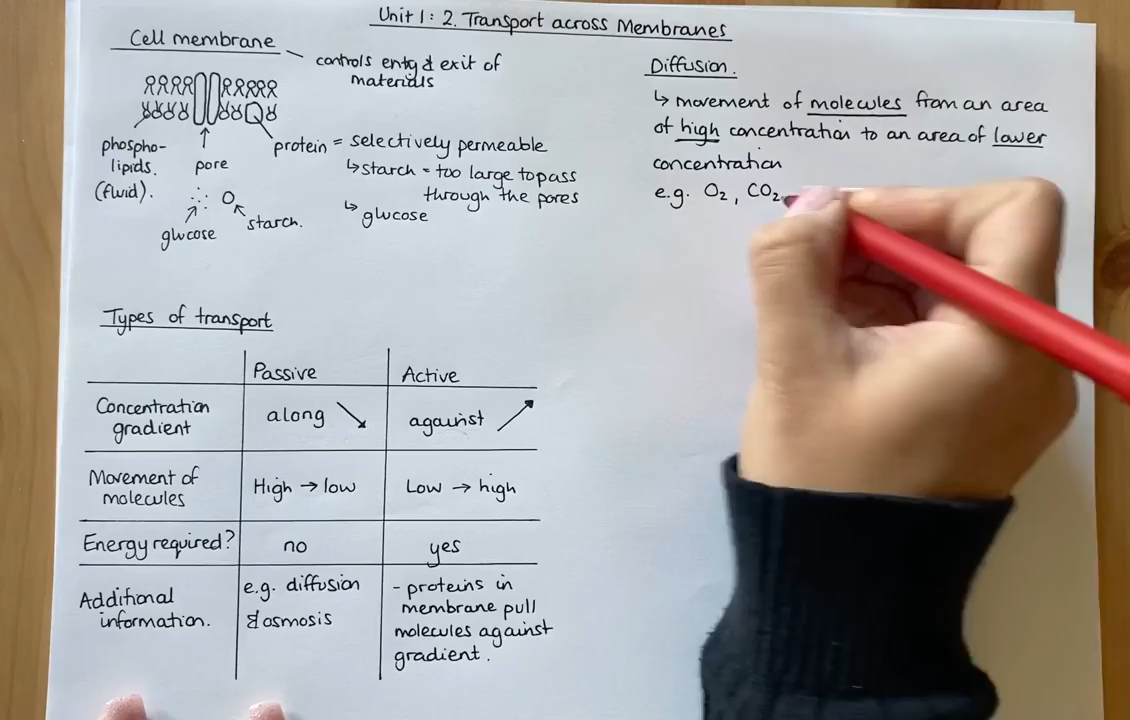 Unit 1: 2. Transport across Membranes
Cell membrane
controls entry & exit of
materials
phospho-
lipids.
(fluid).
pore
protein = selectively permeable
↳ starch = too large to pass
through the pores
↳ glucose
glucose
starch.
Types of transport
Passive Active
Concentration
gradient
along ↘
against ↗
Movement of
molecules
High → low
Low → high
Energy required?
no
yes
Additional
information.
e.g. diffusion
& osmosis
- proteins in
membrane pull
molecules against
gradient.
Diffusion.
↳ movement of molecules from an area
of high concentration to an area of lower
concentration
e.g. O₂, CO₂